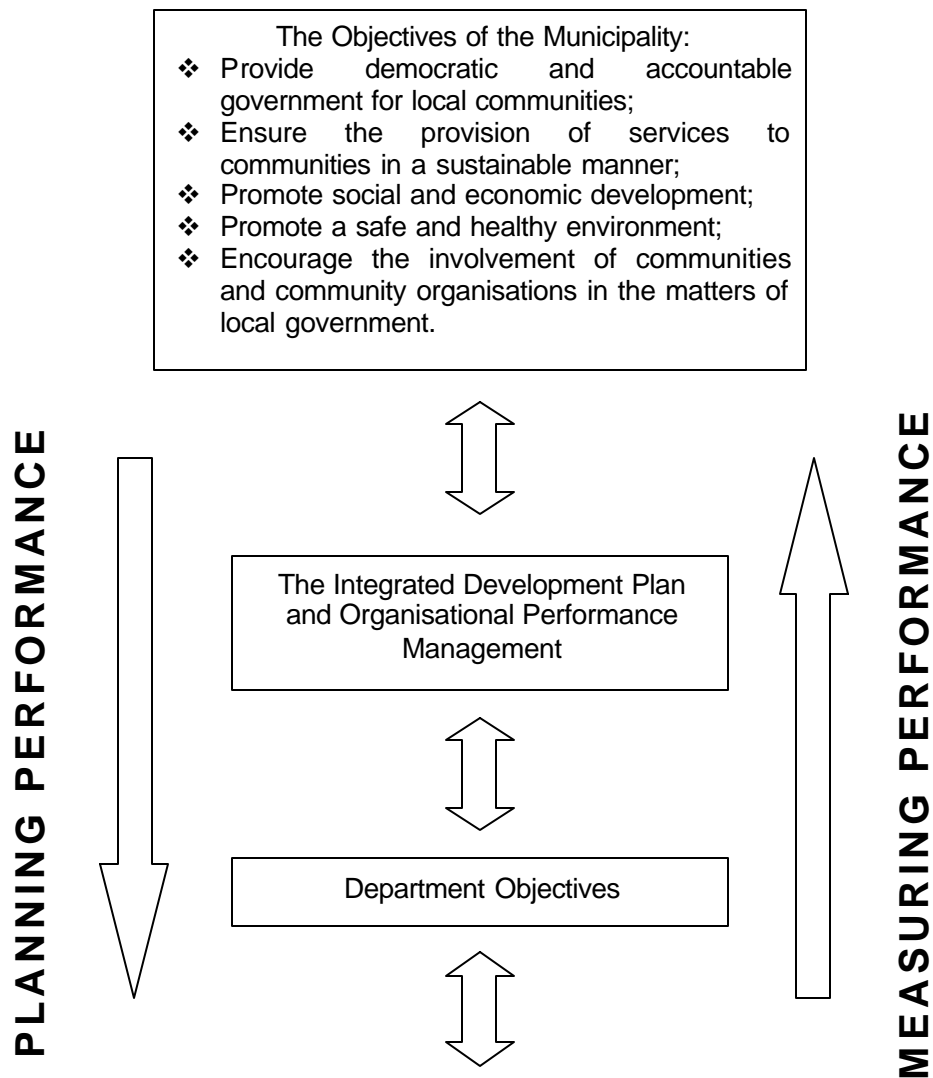 The Objectives of the Municipality:
❖ Provide democratic and accountable
government for local communities;
❖ Ensure the provision of services to
communities in a sustainable manner;
❖ Promote social and economic development;
❖ Promote a safe and healthy environment;
❖ Encourage the involvement of communities
and community organisations in the matters of
local government.
PLANNING PERFORMANCE
MEASURING PERFORMANCE
The Integrated Development Plan
and Organisational Performance
Management
Department Objectives